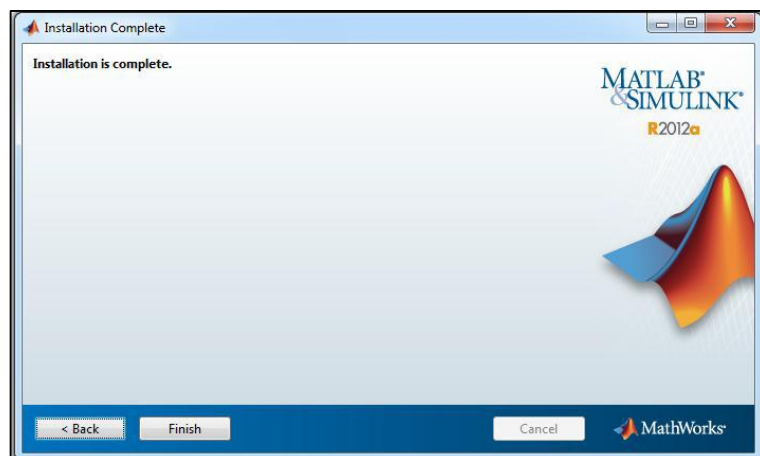 Installation Complete
Installation is complete.
MATLAB®
&SIMULINK®
R2012a
< Back
Finish
Cancel
MathWorks®